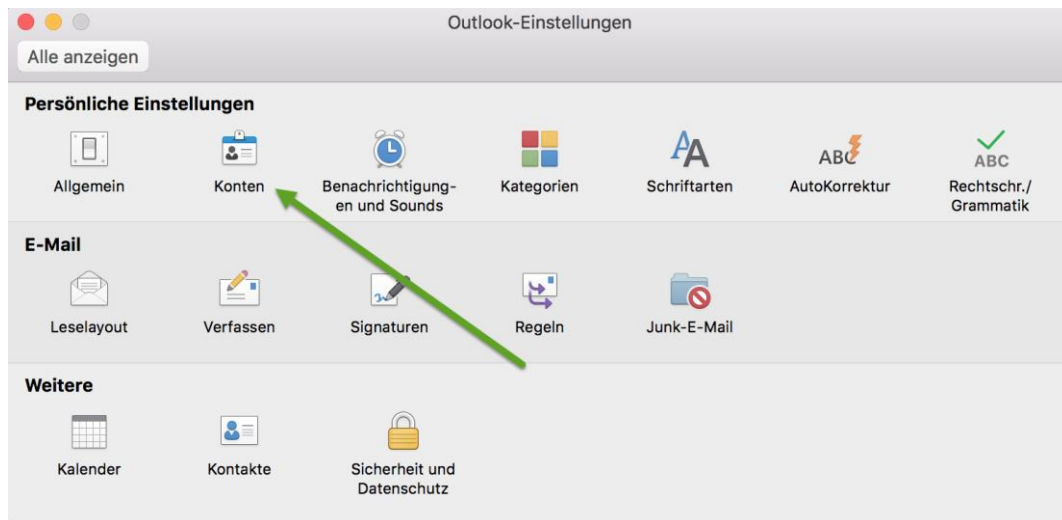 Outlook-Einstellungen
Alle anzeigen
Persönliche Einstellungen
Allgemein
Konten
Benachrichtigung-
en und Sounds
Kategorien
Schriftarten
ABC
AutoKorrektur
ABC
Rechtschr./
Grammatik
E-Mail
Leselayout
Verfassen
Signaturen
Regeln
Junk-E-Mail
Weitere
Kalender
Kontakte
Sicherheit und
Datenschutz